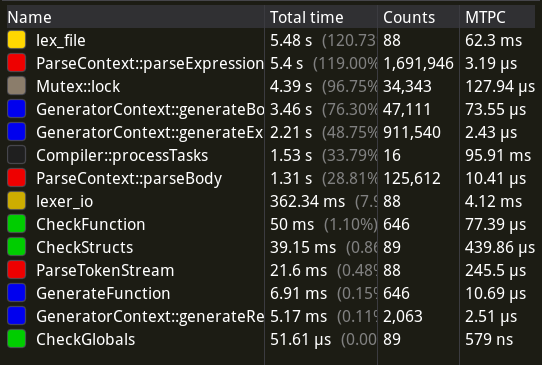 Name Total time Counts MTPC
lex_file 5.48 s (120.73 88 62.3 ms
ParseContext::parseExpression 5.4 s (119.00% 1,691,946 3.19 µs
Mutex::lock 4.39 s (96.75% 34,343 127.94 µs
GeneratorContext::generateBo 3.46 s (76.30% 47,111 73.55 µs
GeneratorContext::generateEx 2.21 s (48.75% 911,540 2.43 µs
Compiler::processTasks 1.53 s (33.79% 16 95.91 ms
ParseContext::parseBody 1.31 s (28.81% 125,612 10.41 µs
lexer_io 362.34 ms (7.9 88 4.12 ms
CheckFunction 50 ms (1.10%) 646 77.39 µs
CheckStructs 39.15 ms (0.86 89 439.86 µs
ParseTokenStream 21.6 ms (0.48% 88 245.5 µs
GenerateFunction 6.91 ms (0.15% 646 10.69 µs
GeneratorContext::generateRe 5.17 ms (0.11% 2,063 2.51 µs
CheckGlobals 51.61 µs (0.00 89 579 ns